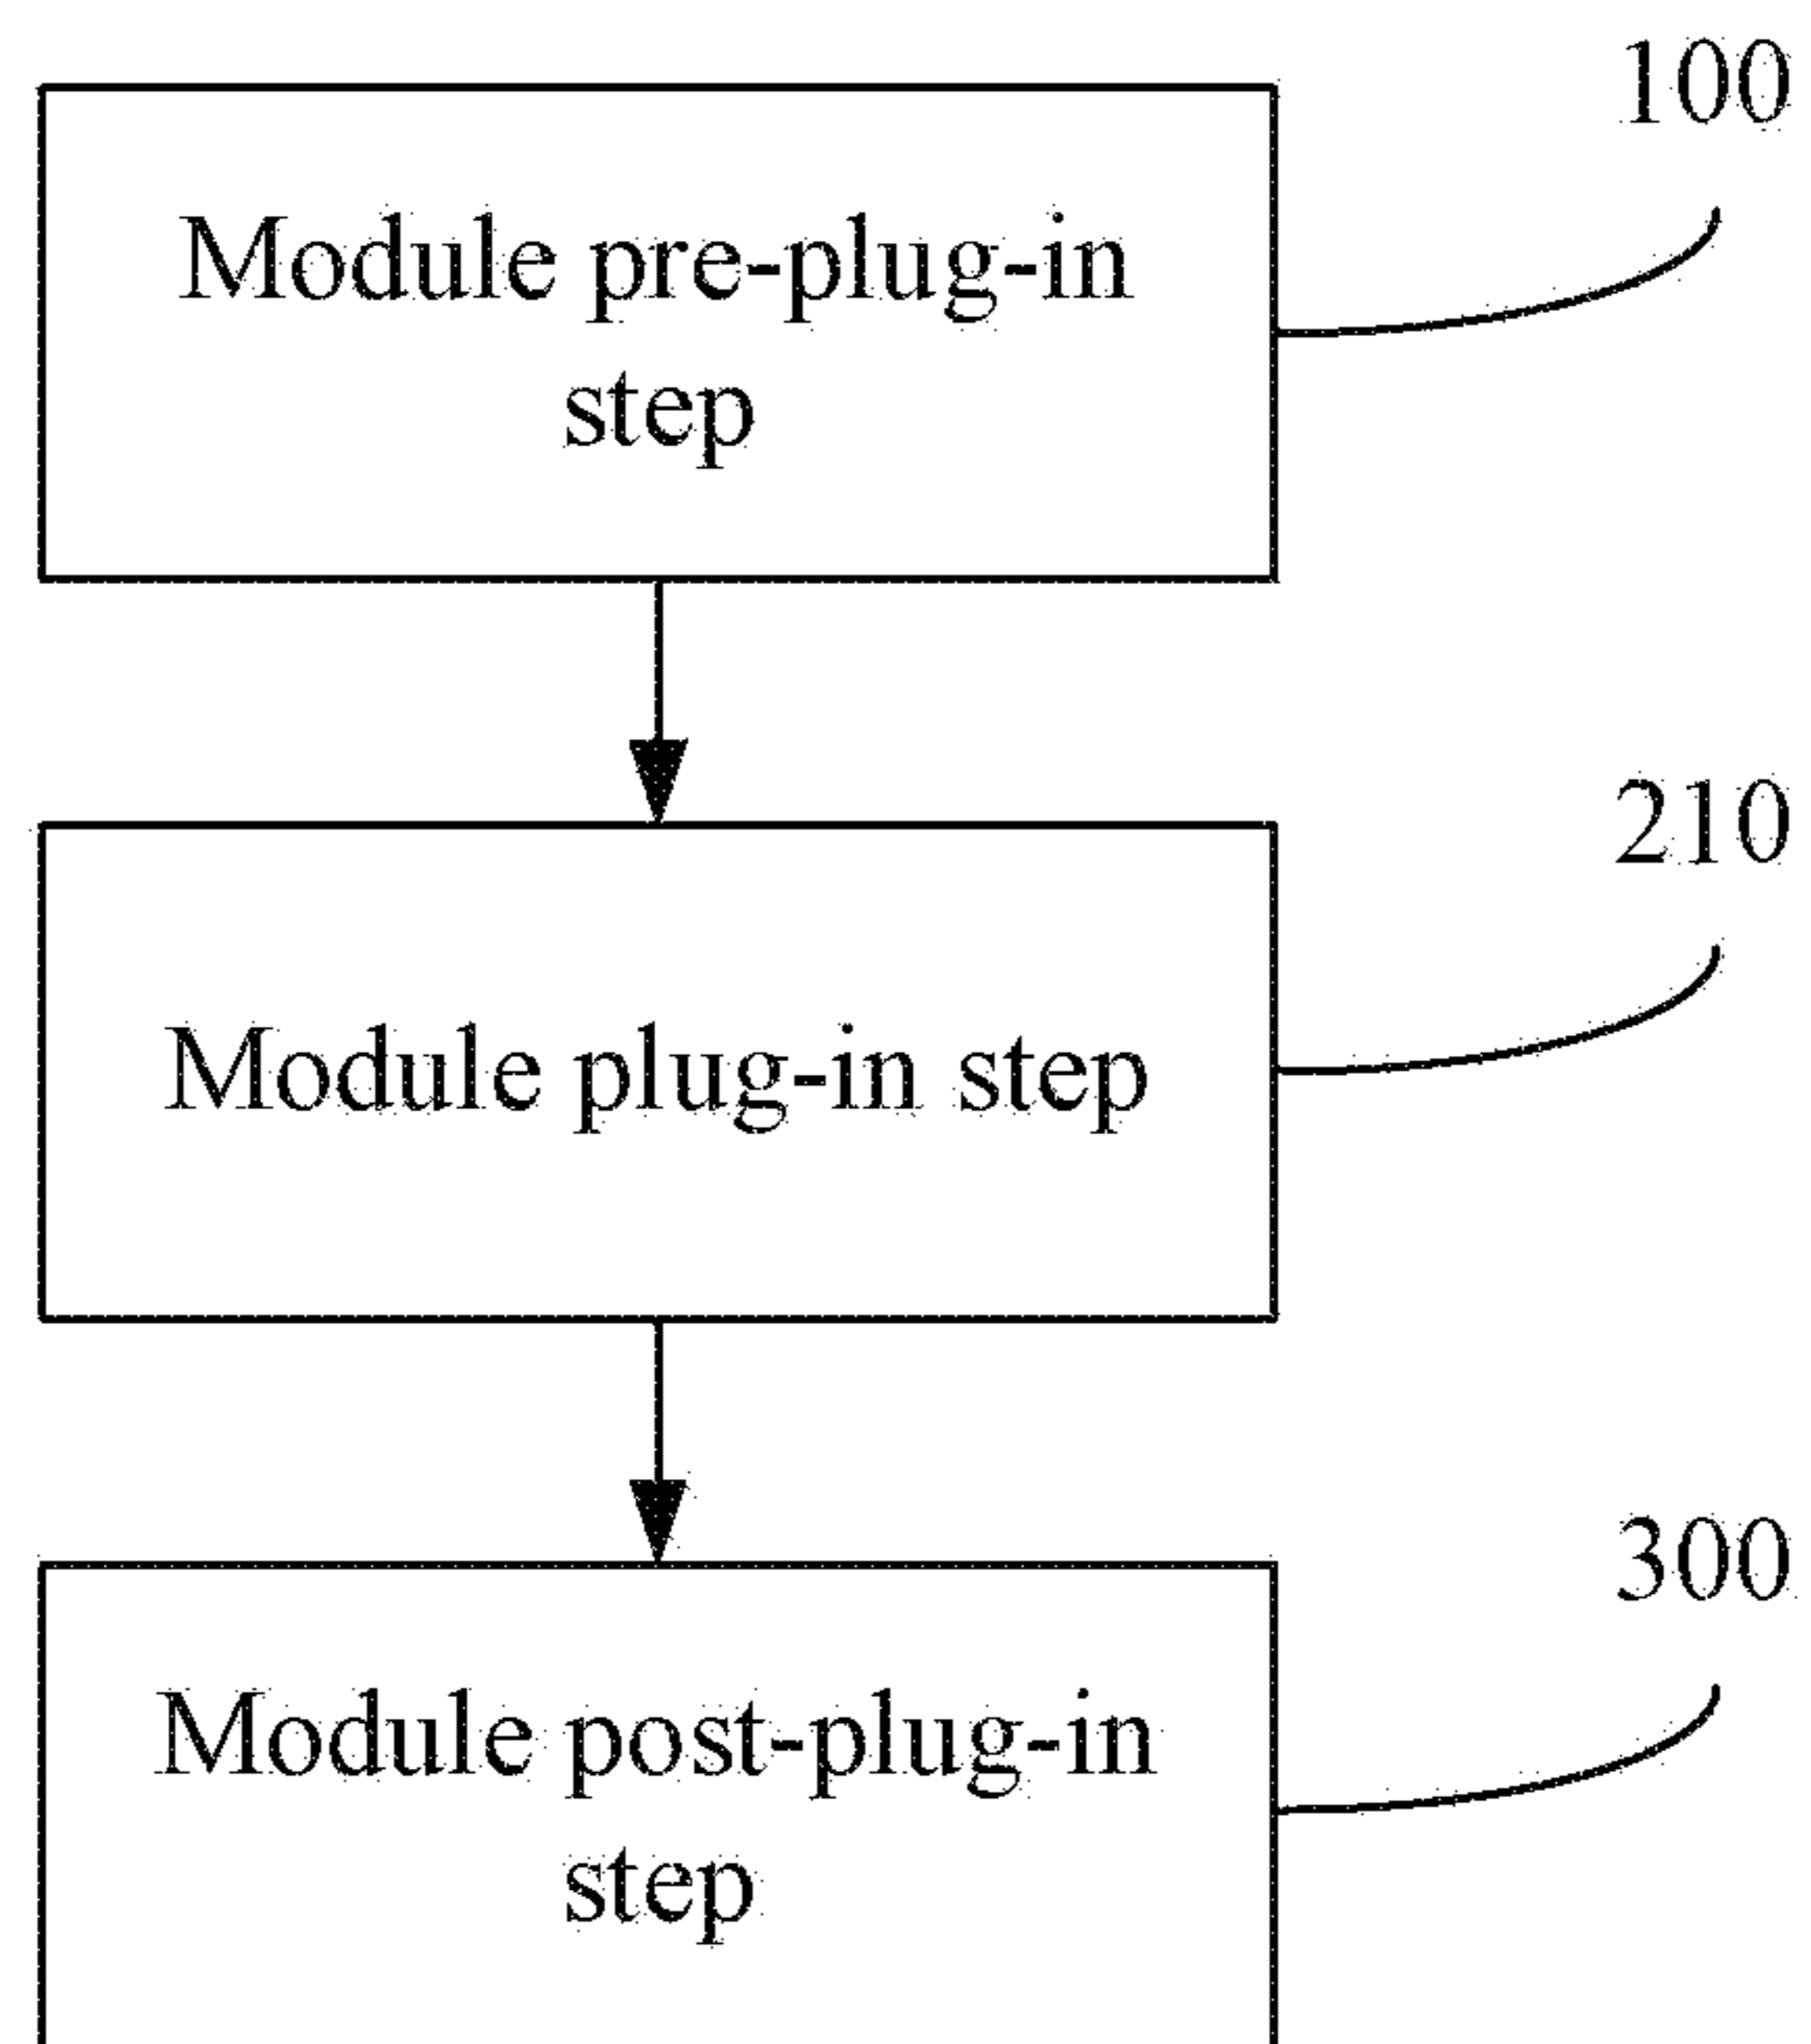 100
Module pre-plug-in
step
210
Module plug-in step
300
Module post-plug-in
step